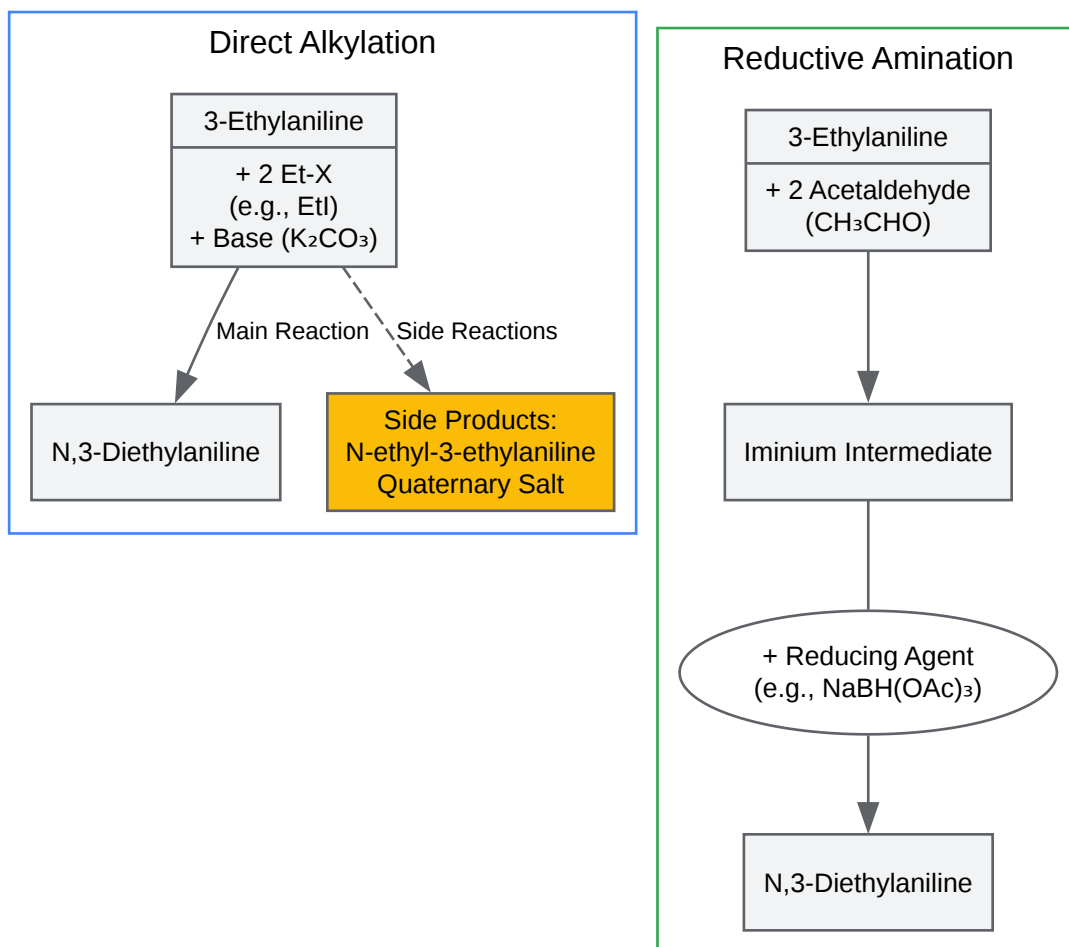 Direct Alkylation
3-Ethylaniline
+ 2 Et-X
(e.g., EtI)
+ Base (K₂CO₃)
Main Reaction
Side Reactions
N,3-Diethylaniline
Side Products:
N-ethyl-3-ethylaniline
Quaternary Salt
Reductive Amination
3-Ethylaniline
+ 2 Acetaldehyde
(CH₃CHO)
Iminium Intermediate
+ Reducing Agent
(e.g., NaBH(OAc)₃)
N,3-Diethylaniline